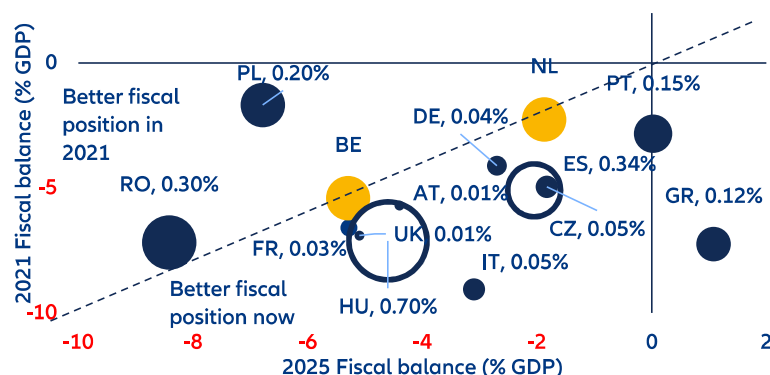 2021 Fiscal balance (% GDP)
0
-5
-10
PL, 0.20%
NL
PT, 0.15%
Better fiscal
position in
2021
DE, 0.04%
BE
ES, 0.34%
RO, 0.30%
AT, 0.01%
GR, 0.12%
CZ, 0.05%
FR, 0.03%
UK, 0.01%
IT, 0.05%
Better fiscal
position now
HU, 0.70%
-10
-8
-6
-4
-2
0
2
2025 Fiscal balance (% GDP)